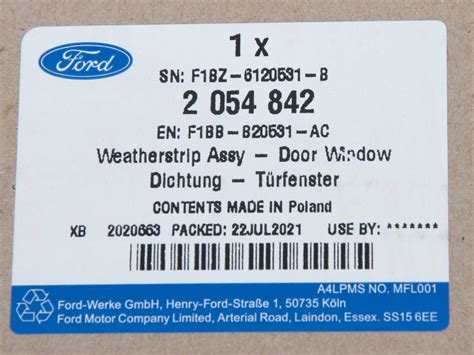 Ford
1 x
SN: F1BZ-6120531-B
2 054 842
EN: F1BB-B20531-AC
Weatherstrip Assy - Door Window
Dichtung - Türfenster
CONTENTS MADE IN Poland
XB 2020663 PACKED: 22JUL2021 USE BY: *******
A4LPMS NO. MFL001
Ford-Werke GmbH, Henry-Ford-Straße 1, 50735 Köln
Ford Motor Company Limited, Arterial Road, Laindon, Essex. SS15 6EE